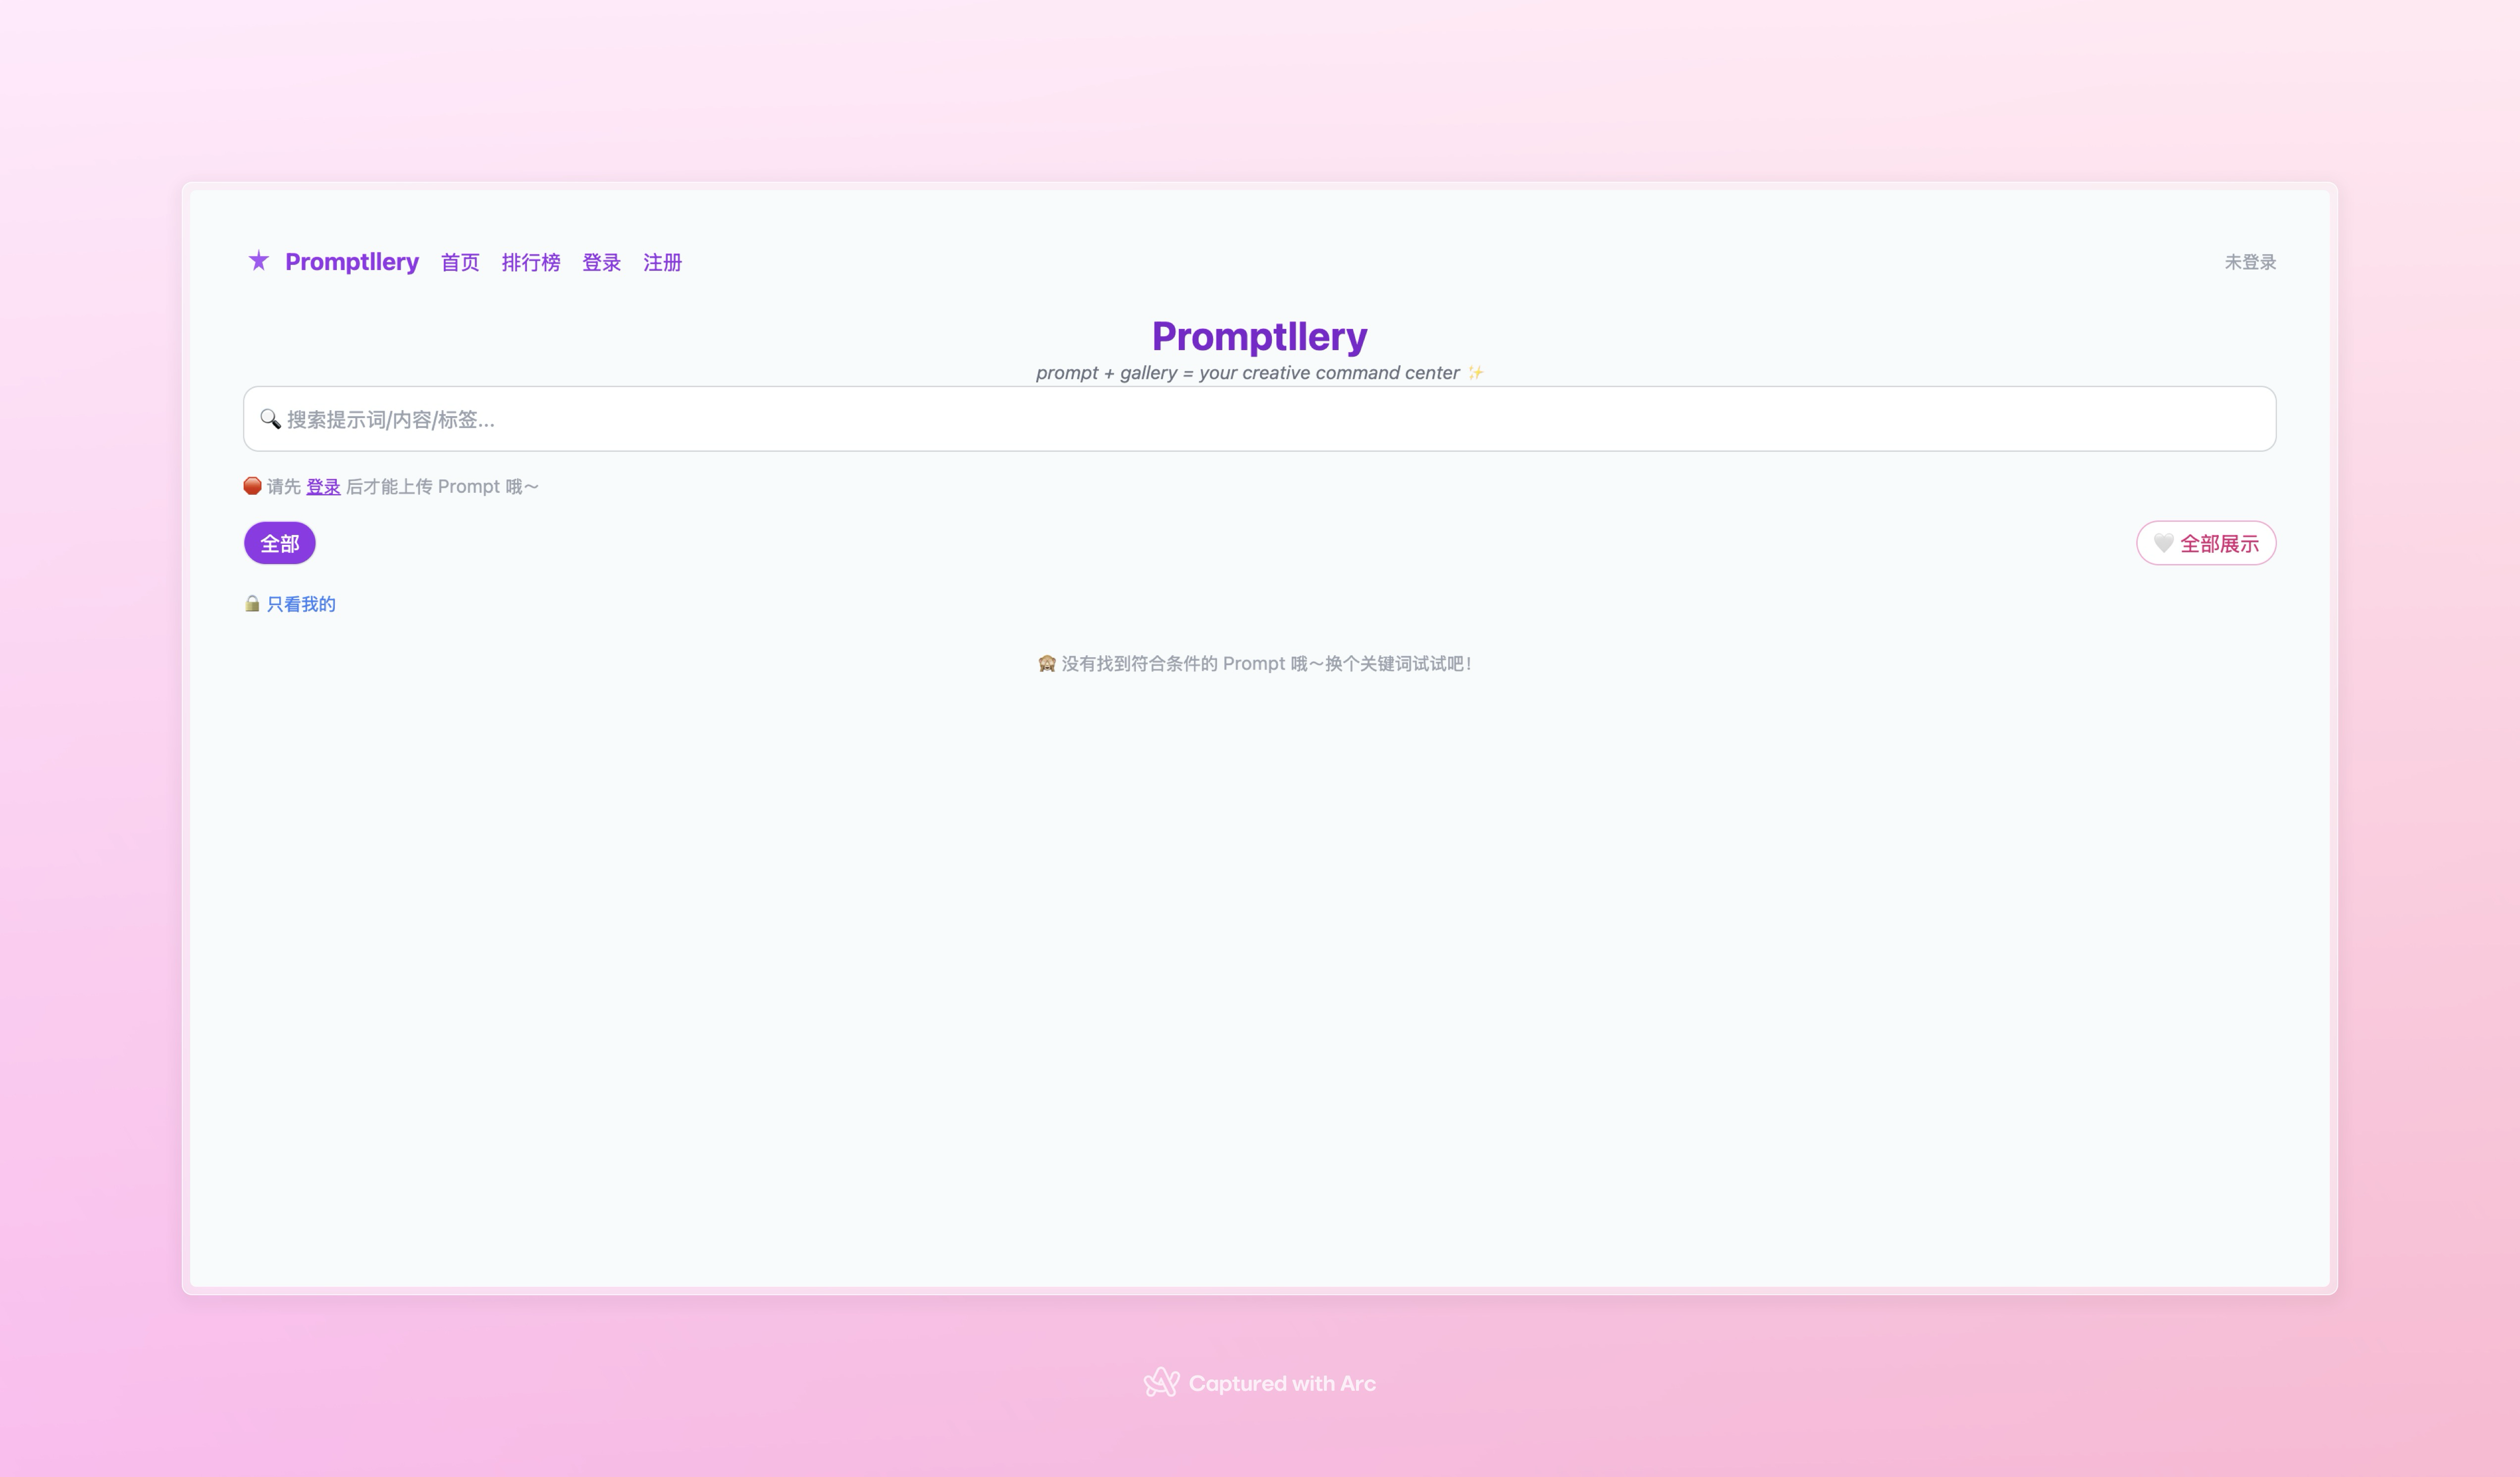 Promptllery 首页 排行榜 登录 注册 未登录
Promptllery
prompt + gallery = your creative command center ✨
🔍 搜索提示词/内容/标签...
🛑 请先 登录 后才能上传 Prompt 哦～
全部 🤍 全部展示
🔒 只看我的
🙈 没有找到符合条件的 Prompt 哦～换个关键词试试吧！
Captured with Arc